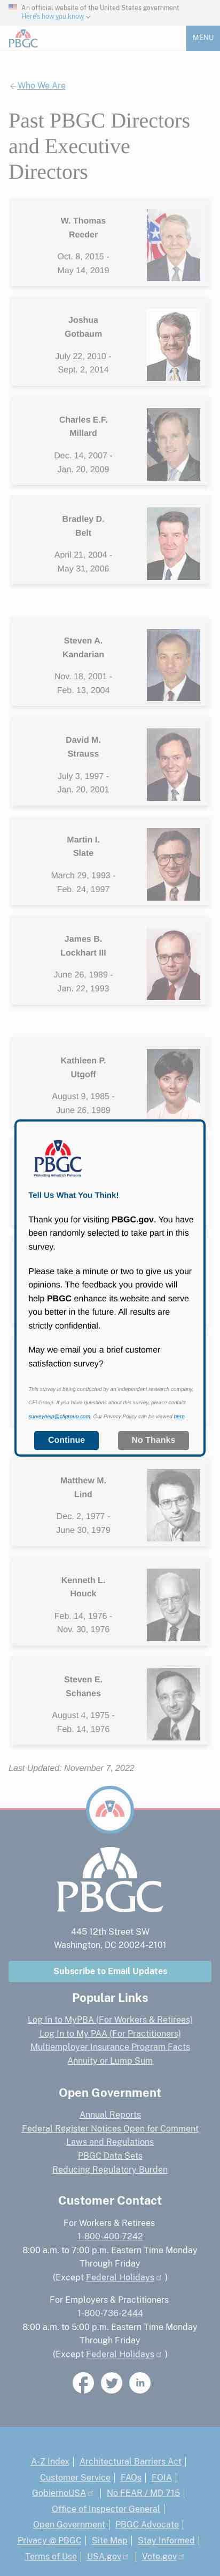 An official website of the United States government
Here's how you know
PBGC
MENU
Who We Are
Past PBGC Directors
and Executive
Directors
W. Thomas
Reeder
Oct. 8, 2015 -
May 14, 2019
Joshua
Gotbaum
July 22, 2010 -
Sept. 2, 2014
Charles E.F.
Millard
Dec. 14, 2007 -
Jan. 20, 2009
Bradley D.
Belt
April 21, 2004 -
May 31, 2006
Steven A.
Kandarian
Nov. 18, 2001 -
Feb. 13, 2004
David M.
Strauss
July 3, 1997 -
Jan. 20, 2001
Martin I.
Slate
March 29, 1993 -
Feb. 24, 1997
James B.
Lockhart III
June 26, 1989 -
Jan. 22, 1993
Kathleen P.
Utgoff
August 9, 1985 -
June 26, 1989
PBGC
Protecting America's Pensions
Tell Us What You Think!
Thank you for visiting PBGC.gov. You have
been randomly selected to take part in this
survey.
Please take a minute or two to give us your
opinions. The feedback you provide will
help PBGC enhance its website and serve
you better in the future. All results are
strictly confidential.
May we email you a brief customer
satisfaction survey?
This survey is being conducted by an independent research company,
CFI Group. If you have questions about this survey, please contact
surveyhelp@cfigroup.com. Our Privacy Policy can be viewed here.
Continue
No Thanks
Matthew M.
Lind
Dec. 2, 1977 -
June 30, 1979
Kenneth L.
Houck
Feb. 14, 1976 -
Nov. 30, 1976
Steven E.
Schanes
August 4, 1975 -
Feb. 14, 1976
Last Updated: November 7, 2022
PBGC
445 12th Street SW
Washington, DC 20024-2101
Subscribe to Email Updates
Popular Links
Log In to MyPBA (For Workers & Retirees)
Log In to My PAA (For Practitioners)
Multiemployer Insurance Program Facts
Annuity or Lump Sum
Open Government
Annual Reports
Federal Register Notices Open for Comment
Laws and Regulations
PBGC Data Sets
Reducing Regulatory Burden
Customer Contact
For Workers & Retirees
1-800-400-7242
8:00 a.m. to 7:00 p.m. Eastern Time Monday
Through Friday
(Except Federal Holidays )
For Employers & Practitioners
1-800-736-2444
8:00 a.m. to 5:00 p.m. Eastern Time Monday
Through Friday
(Except Federal Holidays )
A-Z Index | Architectural Barriers Act |
Customer Service | FAQs | FOIA |
GobiernoUSA | No FEAR / MD 715 |
Office of Inspector General |
Open Government | PBGC Advocate |
Privacy @ PBGC | Site Map | Stay Informed |
Terms of Use | USA.gov | Vote.gov